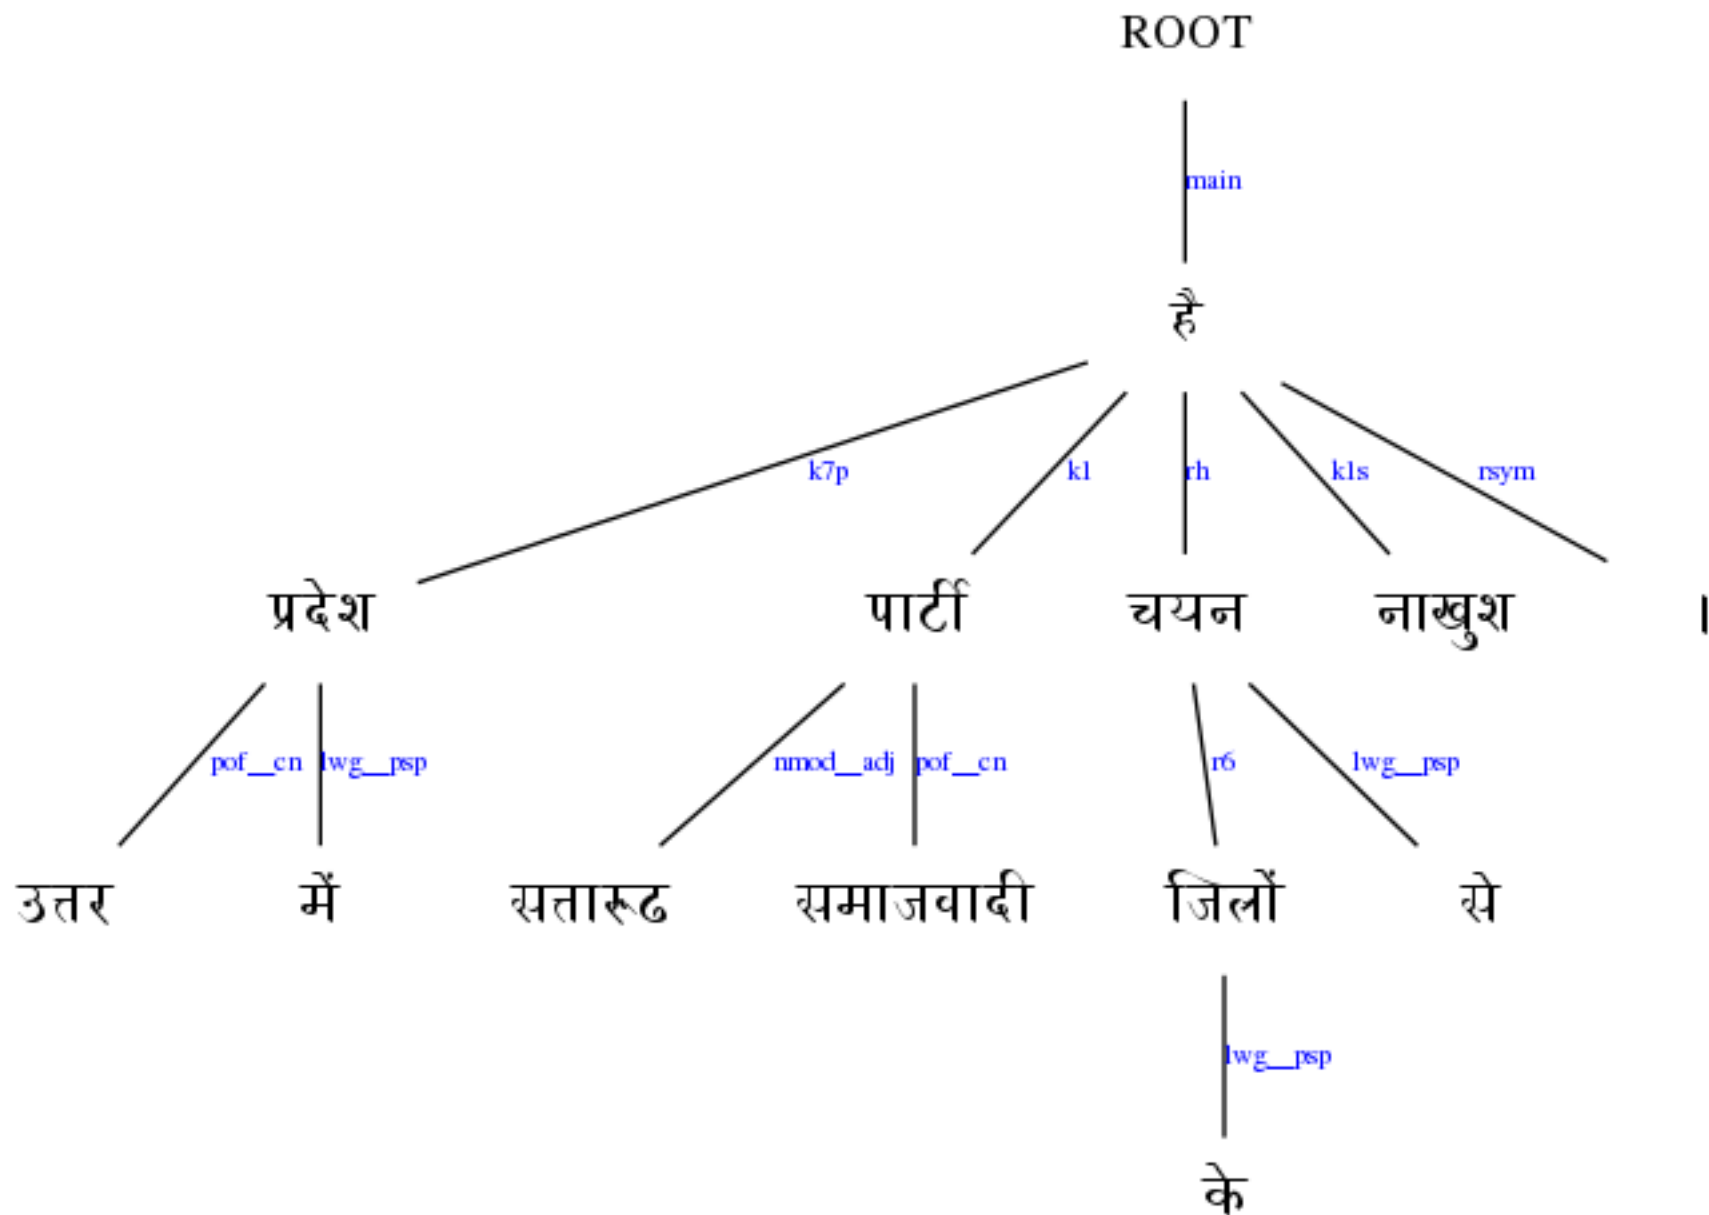 ROOT
main
है
k7p k1 rh k1s rsym
प्रदेश पार्टी चयन नाखुश ।
pof__cn lwg__psp nmod__adj pof__cn r6 lwg__psp
उत्तर में सत्तारूढ समाजवादी जिलों से
lwg__psp
के